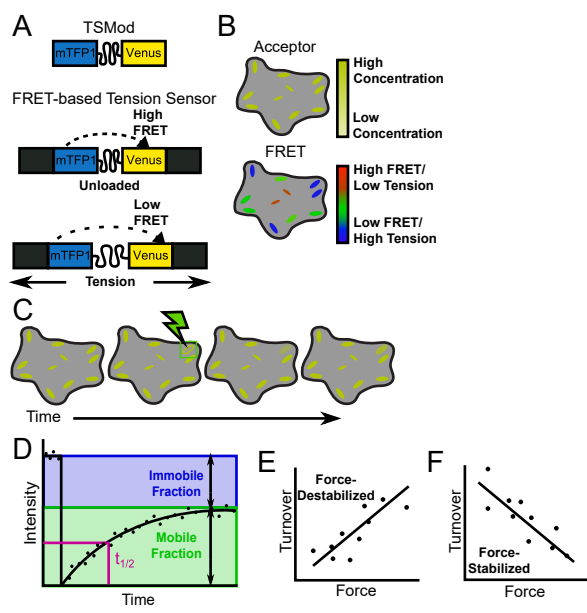 A
TSMod
mTFP1 Venus
FRET-based Tension Sensor
High
FRET
mTFP1 Venus
Unloaded
Low
FRET
mTFP1 Venus
Tension
B
Acceptor
High
Concentration
Low
Concentration
FRET
High FRET/
Low Tension
Low FRET/
High Tension
C
Time
D
Intensity
Immobile
Fraction
Mobile
Fraction
t1/2
Time
E
Turnover
Force-
Destabilized
Force
F
Turnover
Force-
Stabilized
Force